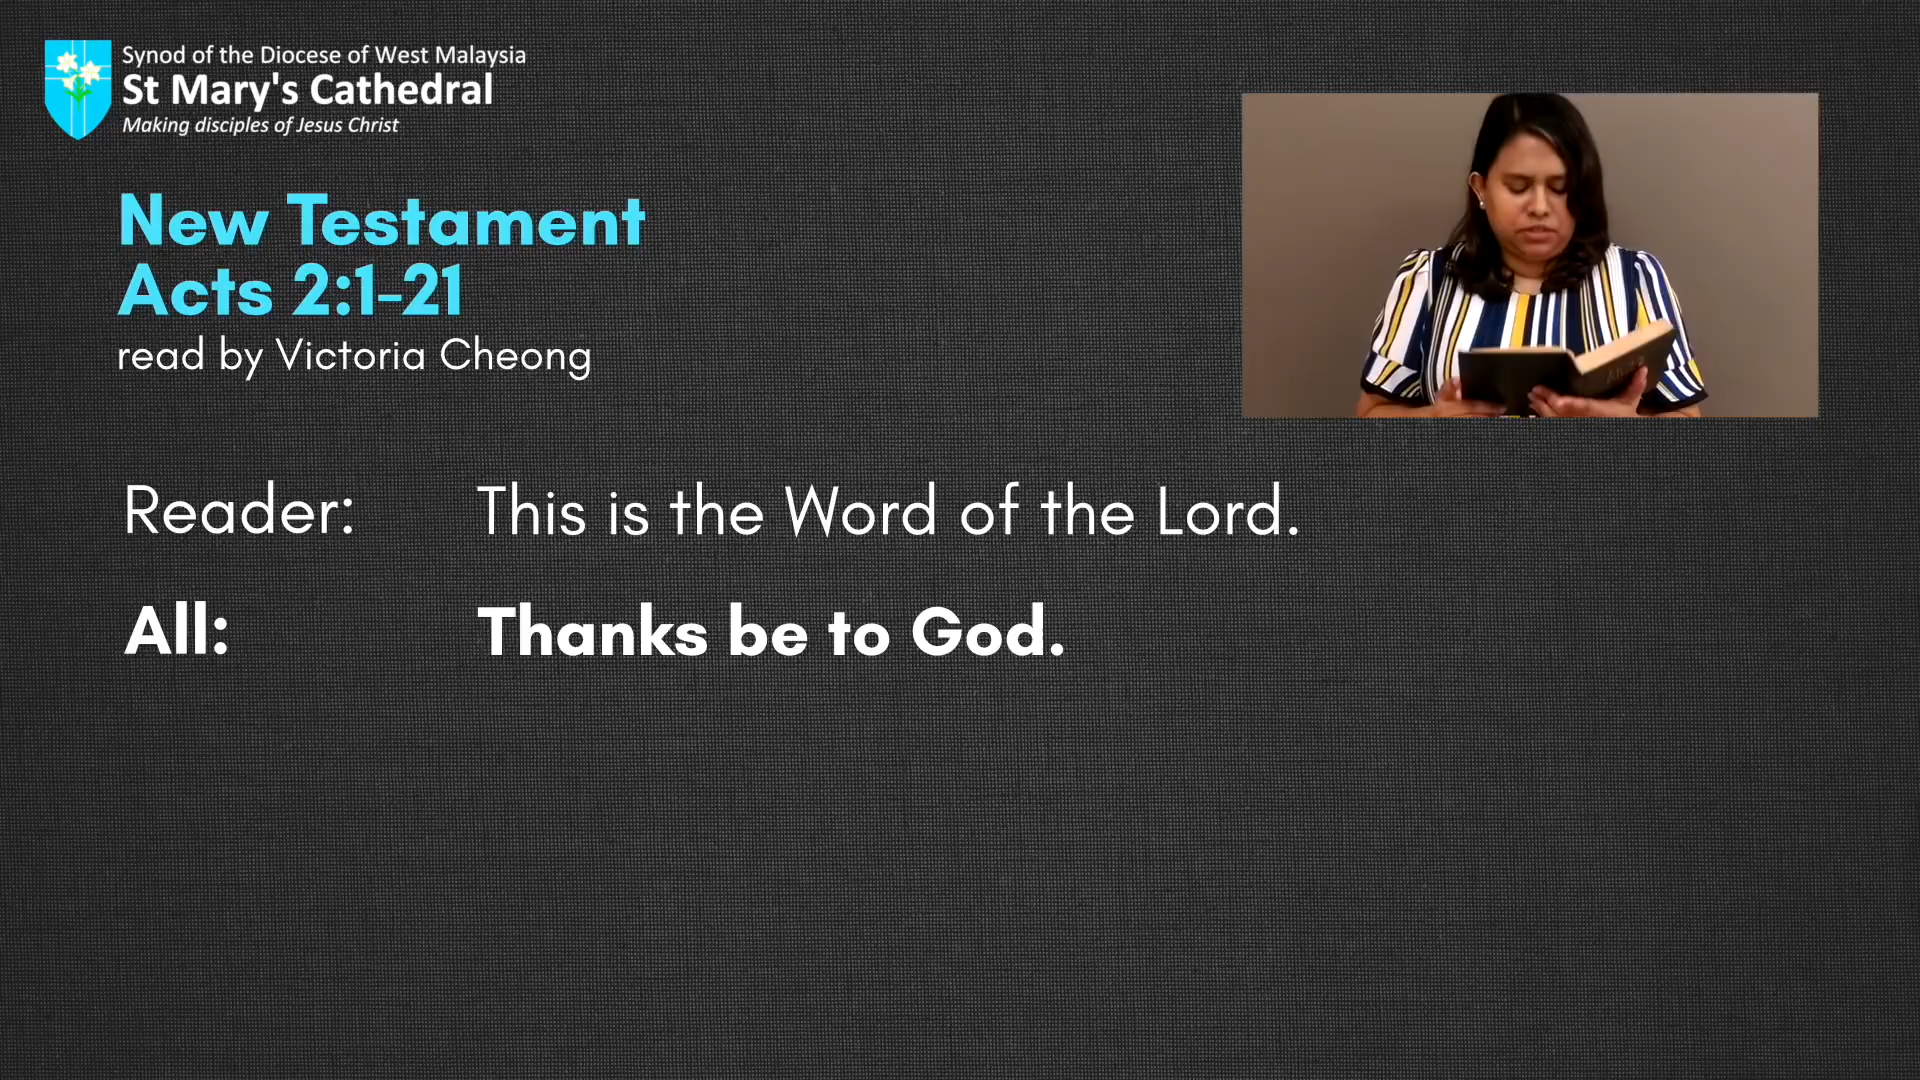 Synod of the Diocese of West Malaysia
St Mary's Cathedral
Making disciples of Jesus Christ
New Testament
Acts 2:1-21
read by Victoria Cheong
Reader: This is the Word of the Lord.
All: Thanks be to God.